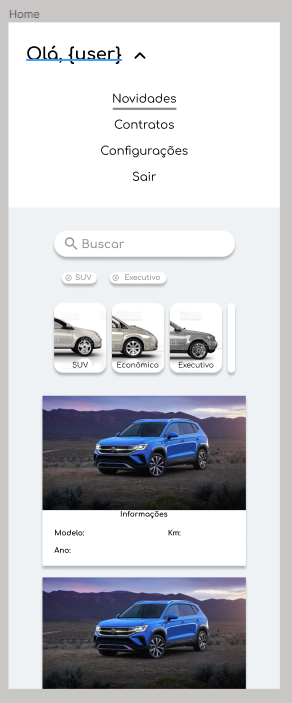 Home
Olá, {user}
Novidades
Contratos
Configurações
Sair
Buscar
SUV Executivo
SUV Econômico Executivo
Informações
Modelo: Km:
Ano: